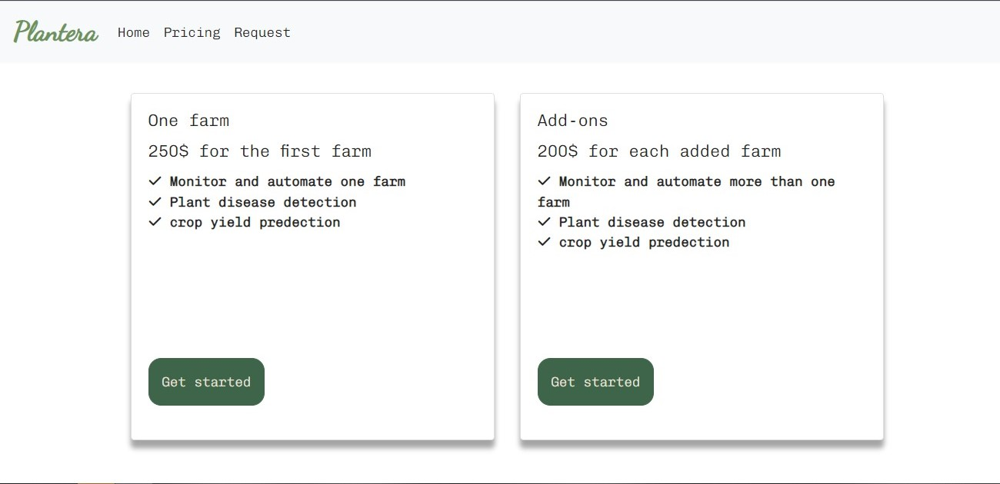 Plantera Home Pricing Request
One farm
250$ for the first farm
✓ Monitor and automate one farm
✓ Plant disease detection
✓ crop yield predection
Get started
Add-ons
200$ for each added farm
✓ Monitor and automate more than one
farm
✓ Plant disease detection
✓ crop yield predection
Get started